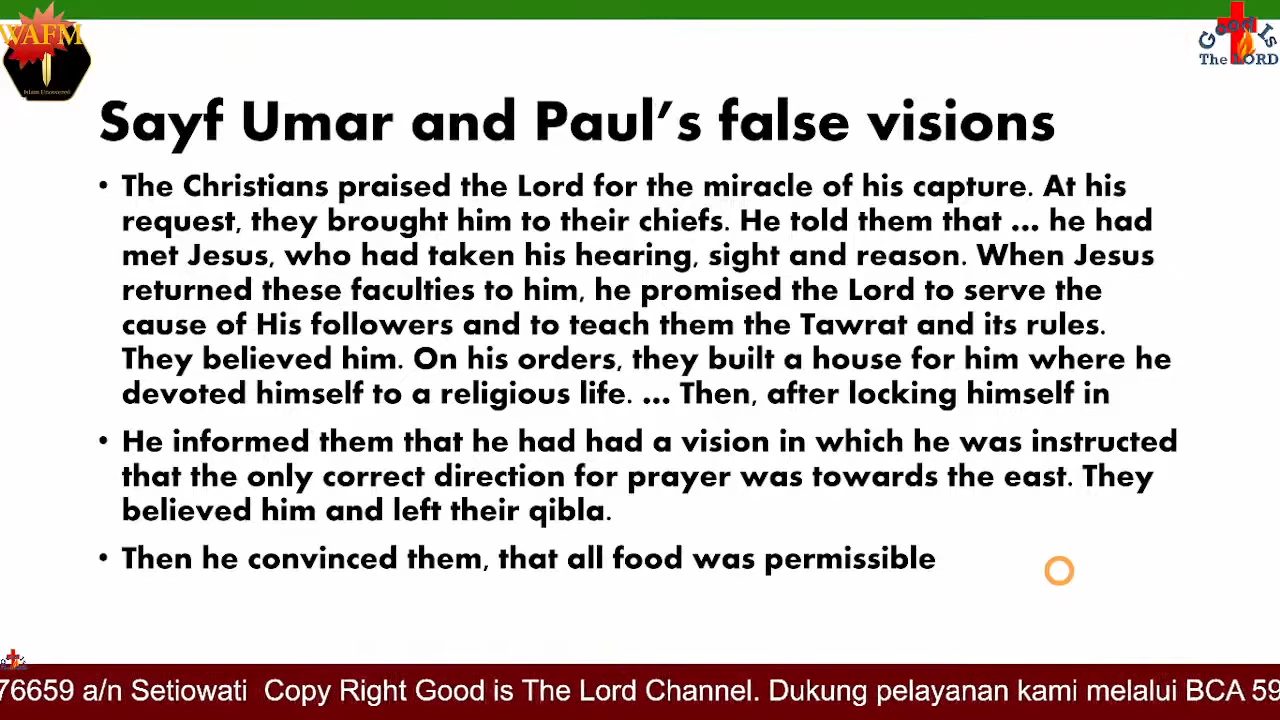 WAFM
Islam Uncovered
Good Is
The LORD
Sayf Umar and Paul’s false visions
• The Christians praised the Lord for the miracle of his capture. At his
request, they brought him to their chiefs. He told them that ... he had
met Jesus, who had taken his hearing, sight and reason. When Jesus
returned these faculties to him, he promised the Lord to serve the
cause of His followers and to teach them the Tawrat and its rules.
They believed him. On his orders, they built a house for him where he
devoted himself to a religious life. ... Then, after locking himself in
• He informed them that he had had a vision in which he was instructed
that the only correct direction for prayer was towards the east. They
believed him and left their qibla.
• Then he convinced them, that all food was permissible
76659 a/n Setiowati  Copy Right Good is The Lord Channel. Dukung pelayanan kami melalui BCA 59